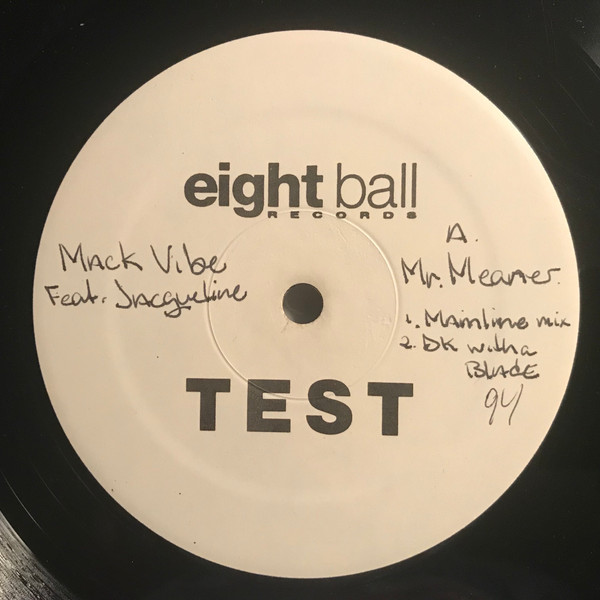 eight ball
RECORDS
Mack Vibe
Feat. Jacqueline
A.
Mr. Meaner.
1. Mainline mix
2. DK with a
BLADE
94
TEST